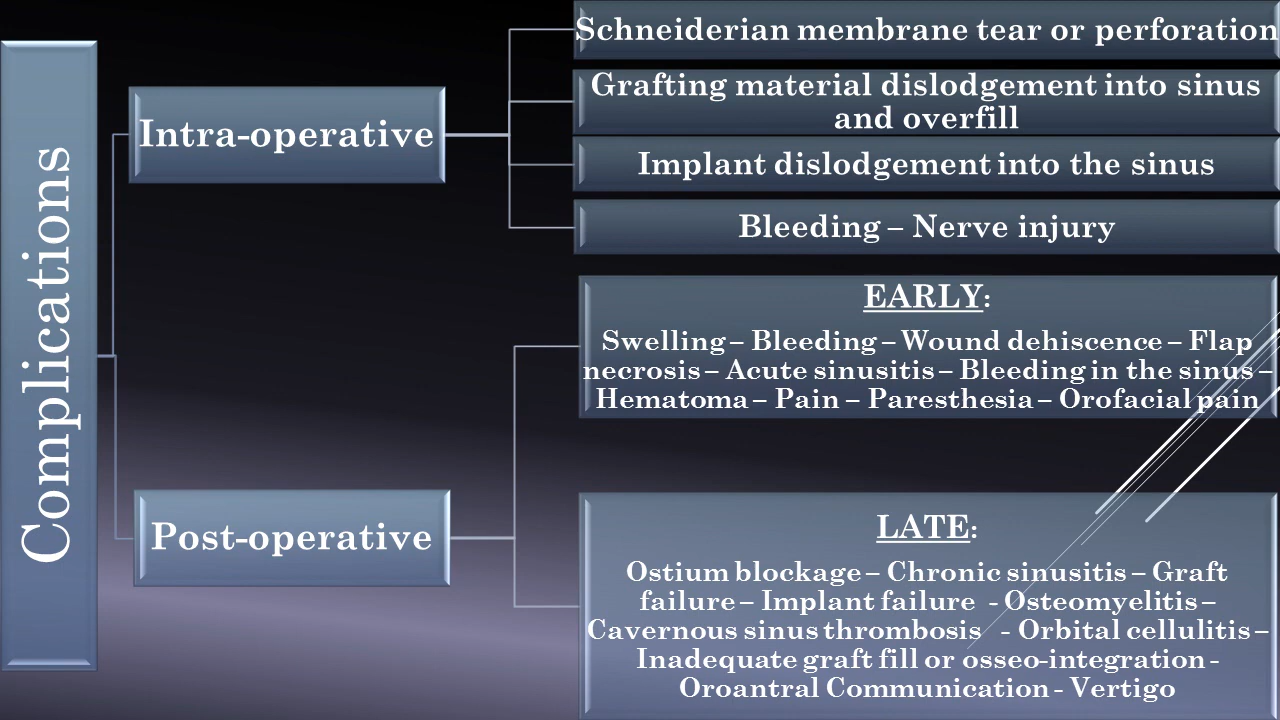 Complications
Intra-operative
Schneiderian membrane tear or perforation
Grafting material dislodgement into sinus
and overfill
Implant dislodgement into the sinus
Bleeding – Nerve injury
Post-operative
EARLY:
Swelling – Bleeding – Wound dehiscence – Flap
necrosis – Acute sinusitis – Bleeding in the sinus –
Hematoma – Pain – Paresthesia – Orofacial pain
LATE:
Ostium blockage – Chronic sinusitis – Graft
failure – Implant failure - Osteomyelitis –
Cavernous sinus thrombosis - Orbital cellulitis –
Inadequate graft fill or osseo-integration -
Oroantral Communication - Vertigo